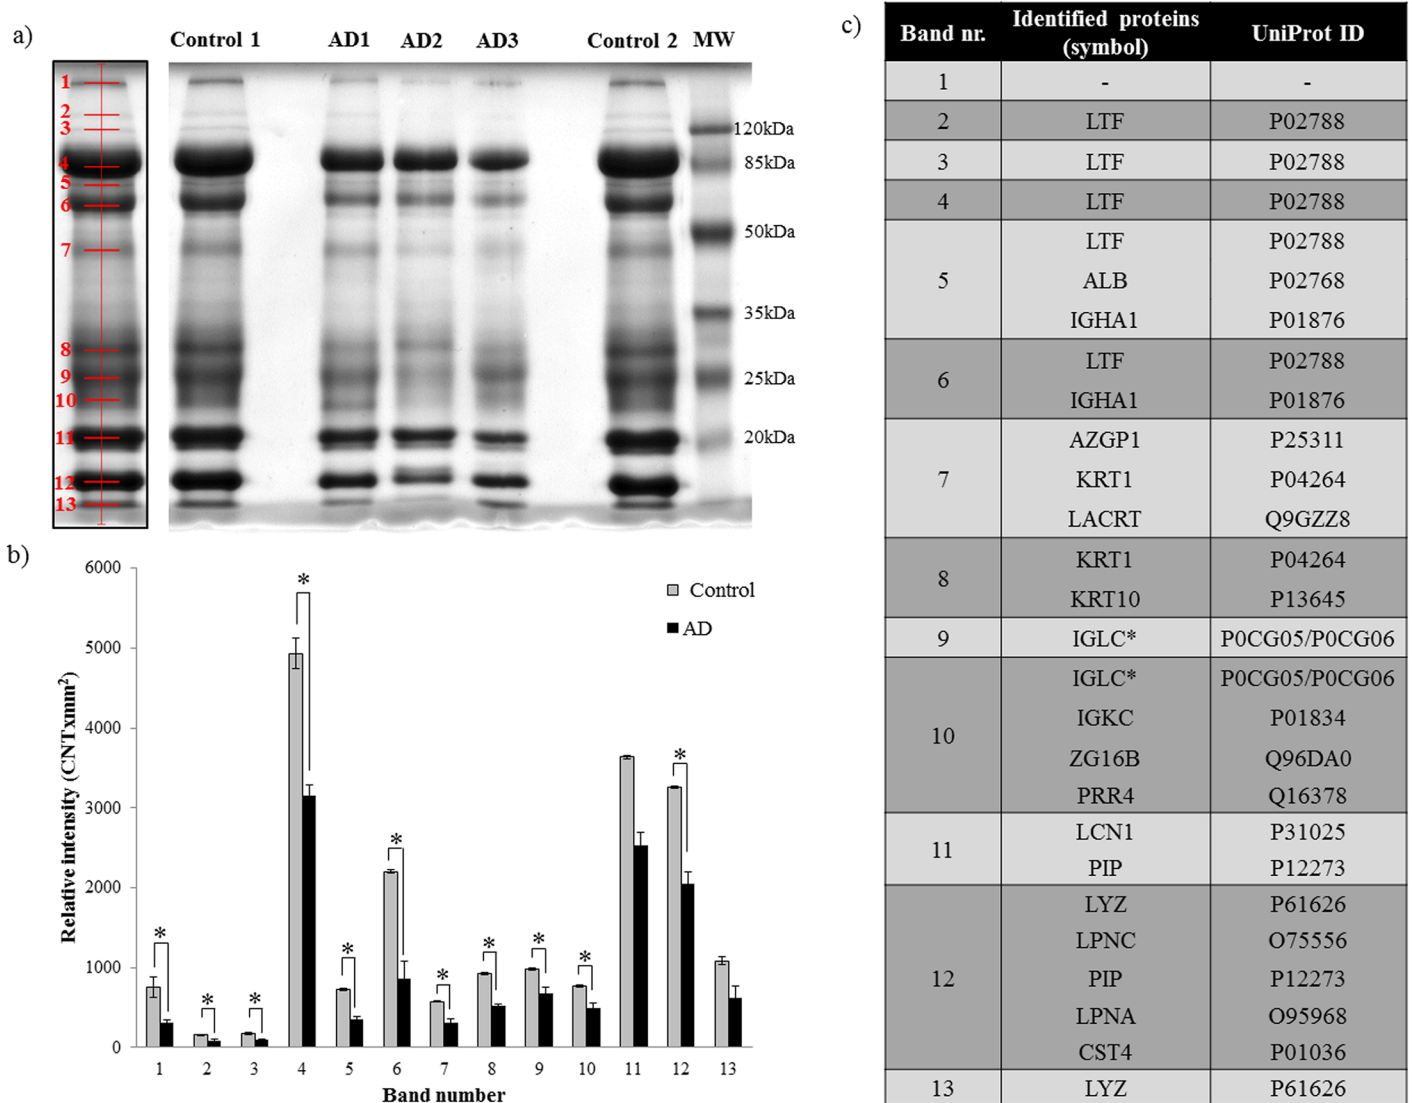 a)
Control 1 AD1 AD2 AD3 Control 2 MW
1
2
3
4
5
6
7
8
9
10
11
12
13
120kDa
85kDa
50kDa
35kDa
25kDa
20kDa
b)
Relative intensity (CNTxmm²)
6000
5000
4000
3000
2000
1000
0
Control
AD
* * * * * * * * * * *
1 2 3 4 5 6 7 8 9 10 11 12 13
Band number
c)
Band nr. Identified proteins (symbol) UniProt ID
1 - -
2 LTF P02788
3 LTF P02788
4 LTF P02788
5 LTF P02788
ALB P02768
IGHA1 P01876
6 LTF P02788
IGHA1 P01876
7 AZGP1 P25311
KRT1 P04264
LACRT Q9GZZ8
8 KRT1 P04264
KRT10 P13645
9 IGLC* P0CG05/P0CG06
10 IGLC* P0CG05/P0CG06
IGKC P01834
ZG16B Q96DA0
PRR4 Q16378
11 LCN1 P31025
PIP P12273
12 LYZ P61626
LPNC O75556
PIP P12273
LPNA O95968
CST4 P01036
13 LYZ P61626